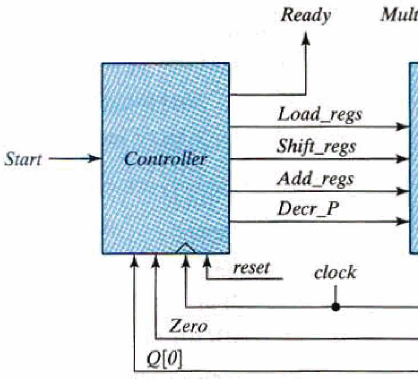 Ready Mult
Load_regs
Shift_regs
Start Controller
Add_regs
Decr_P
reset clock
Zero
Q[0]